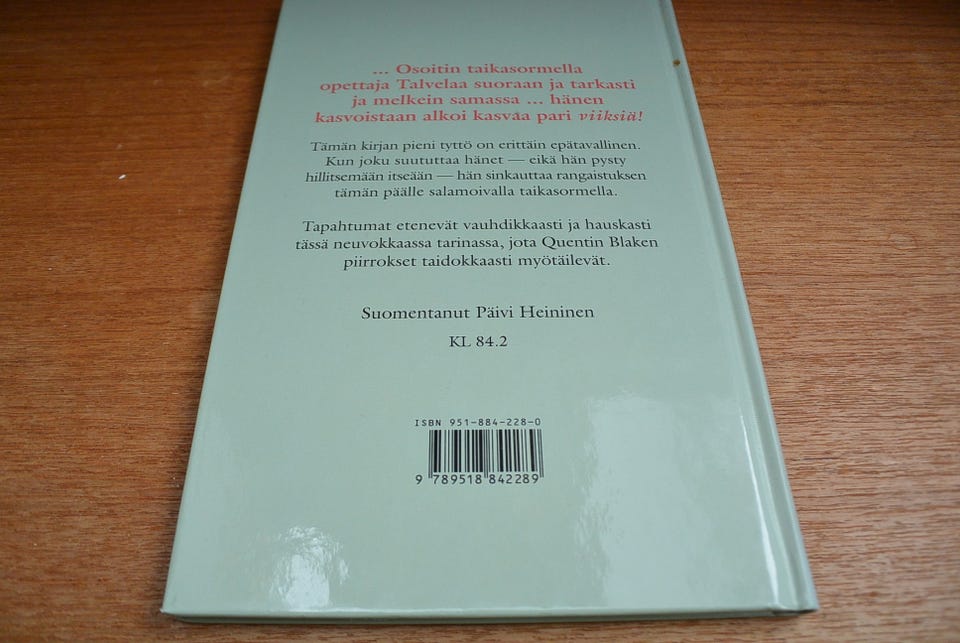 ... Osoitin taikasormella
opettaja Talvelaa suoraan ja tarkasti
ja melkein samassa ... hänen
kasvoistaan alkoi kasvaa pari viiksiä!
Tämän kirjan pieni tyttö on erittäin epätavallinen.
Kun joku suututtaa hänet — eikä hän pysty
hillitsemään itseään — hän sinkauttaa rangaistuksen
tämän päälle salamoivalla taikasormella.
Tapahtumat etenevät vauhdikkaasti ja hauskasti
tässä neuvokkaassa tarinassa, jota Quentin Blaken
piirrokset taidokkaasti myötäilevät.
Suomentanut Päivi Heininen
KL 84.2
ISBN 951-884-228-0
9 789518 842289